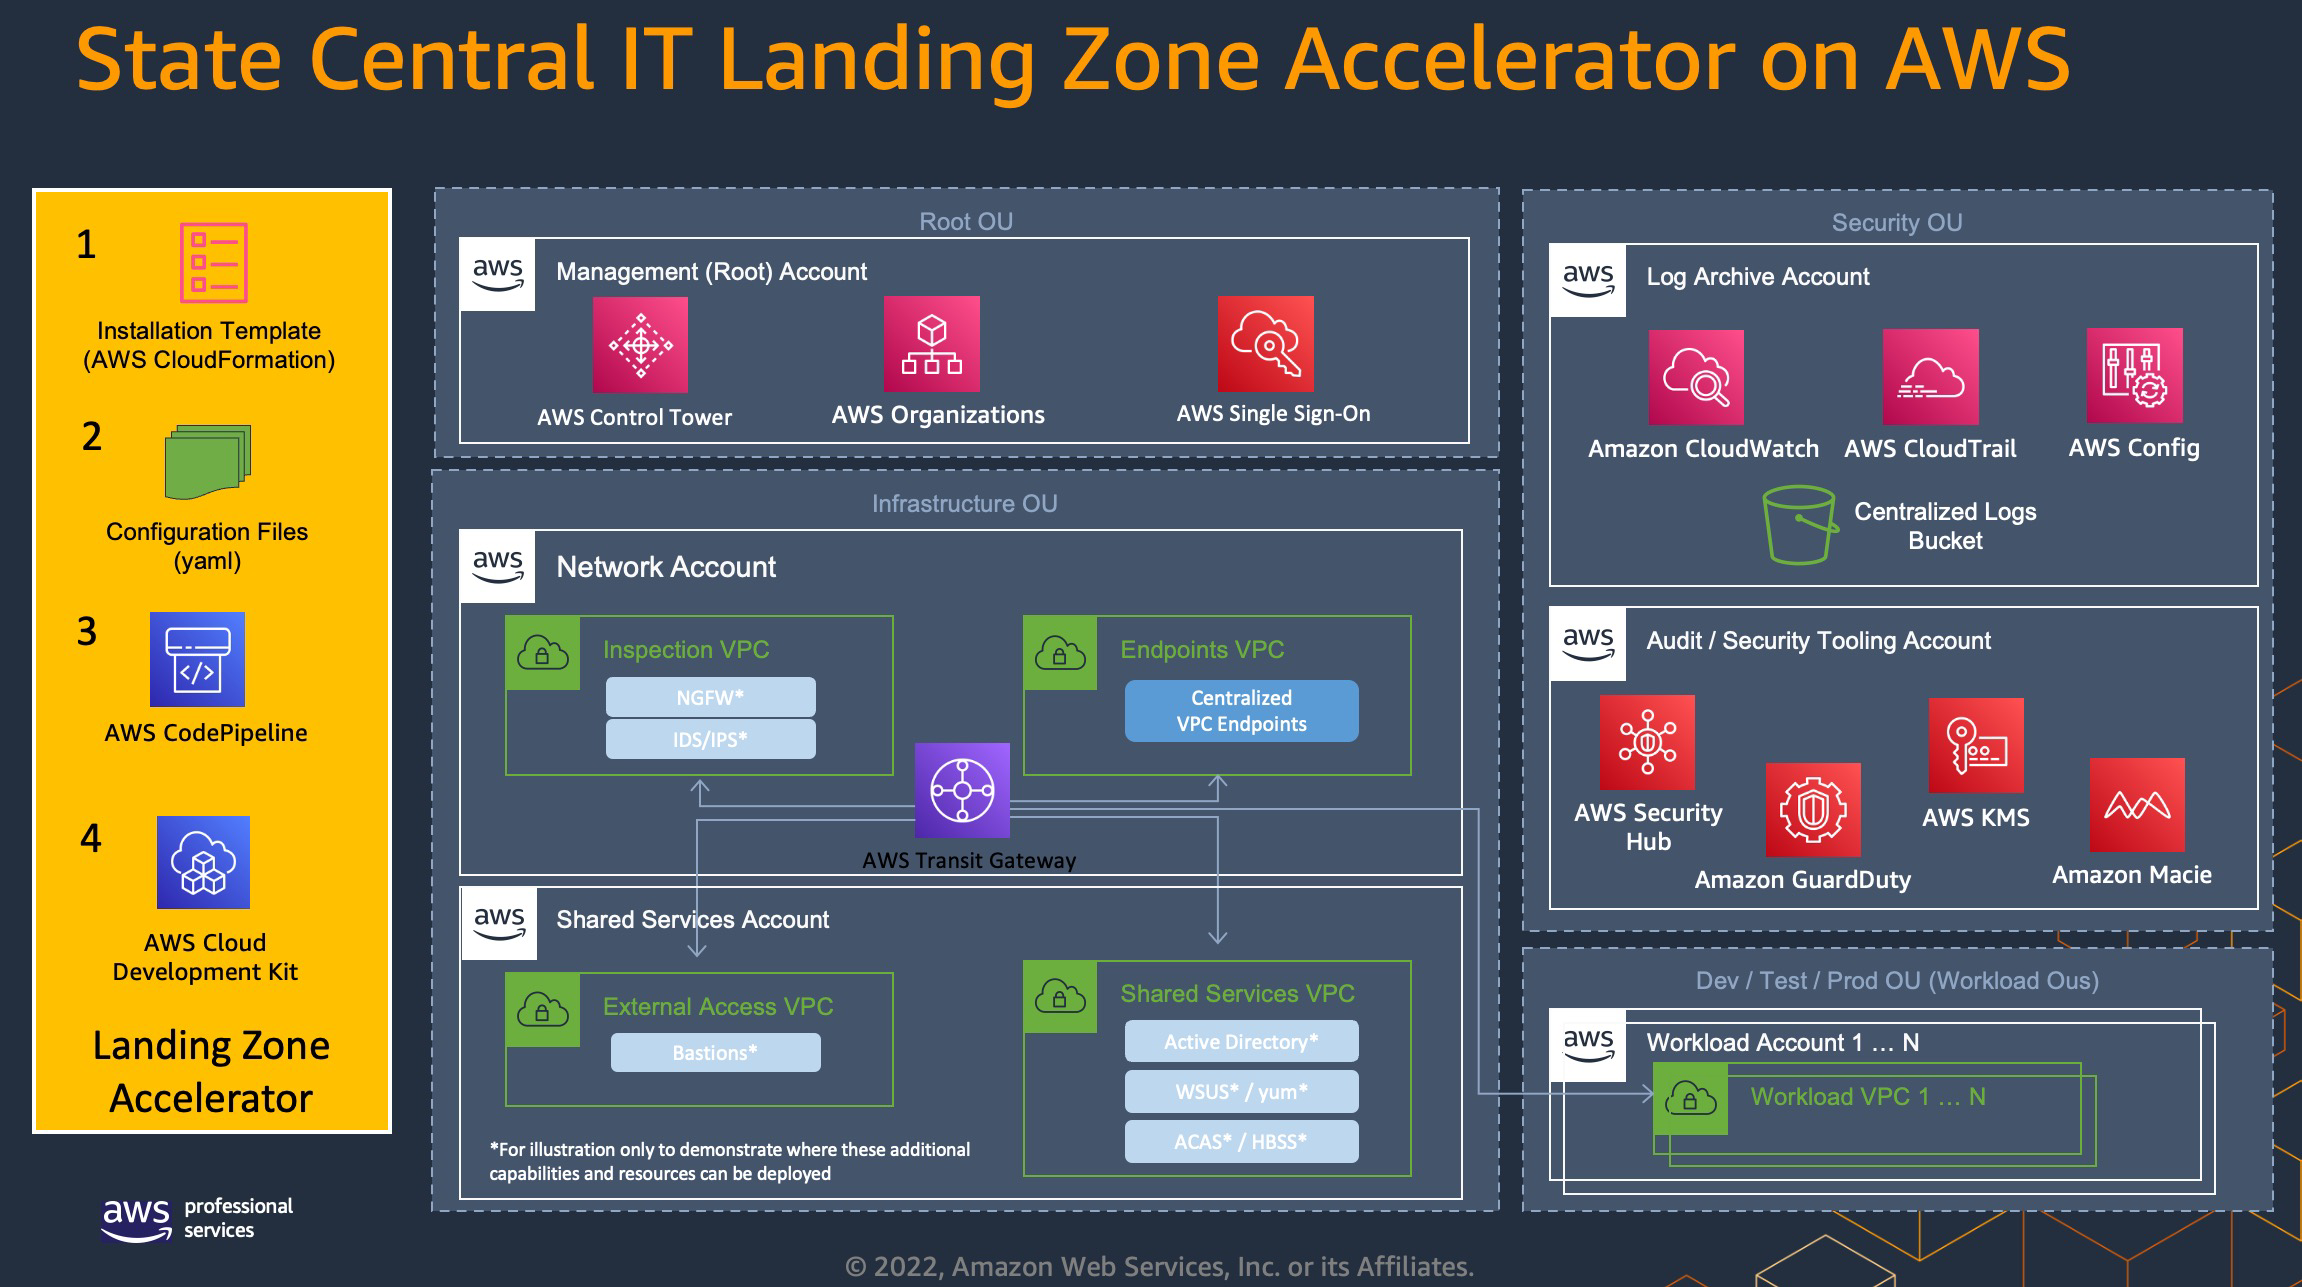 State Central IT Landing Zone Accelerator on AWS
1
Installation Template
(AWS CloudFormation)
2
Configuration Files
(yaml)
3
AWS CodePipeline
4
AWS Cloud
Development Kit
Landing Zone
Accelerator
Root OU
aws
Management (Root) Account
AWS Control Tower
AWS Organizations
AWS Single Sign-On
Infrastructure OU
aws
Network Account
Inspection VPC
NGFW*
IDS/IPS*
Endpoints VPC
Centralized
VPC Endpoints
AWS Transit Gateway
aws
Shared Services Account
External Access VPC
Bastions*
Shared Services VPC
Active Directory*
WSUS* / yum*
ACAS* / HBSS*
*For illustration only to demonstrate where these additional
capabilities and resources can be deployed
Security OU
aws
Log Archive Account
Amazon CloudWatch
AWS CloudTrail
AWS Config
Centralized Logs
Bucket
aws
Audit / Security Tooling Account
AWS Security
Hub
Amazon GuardDuty
AWS KMS
Amazon Macie
Dev / Test / Prod OU (Workload Ous)
aws
Workload Account 1 ... N
Workload VPC 1 ... N
aws
professional
services
© 2022, Amazon Web Services, Inc. or its Affiliates.